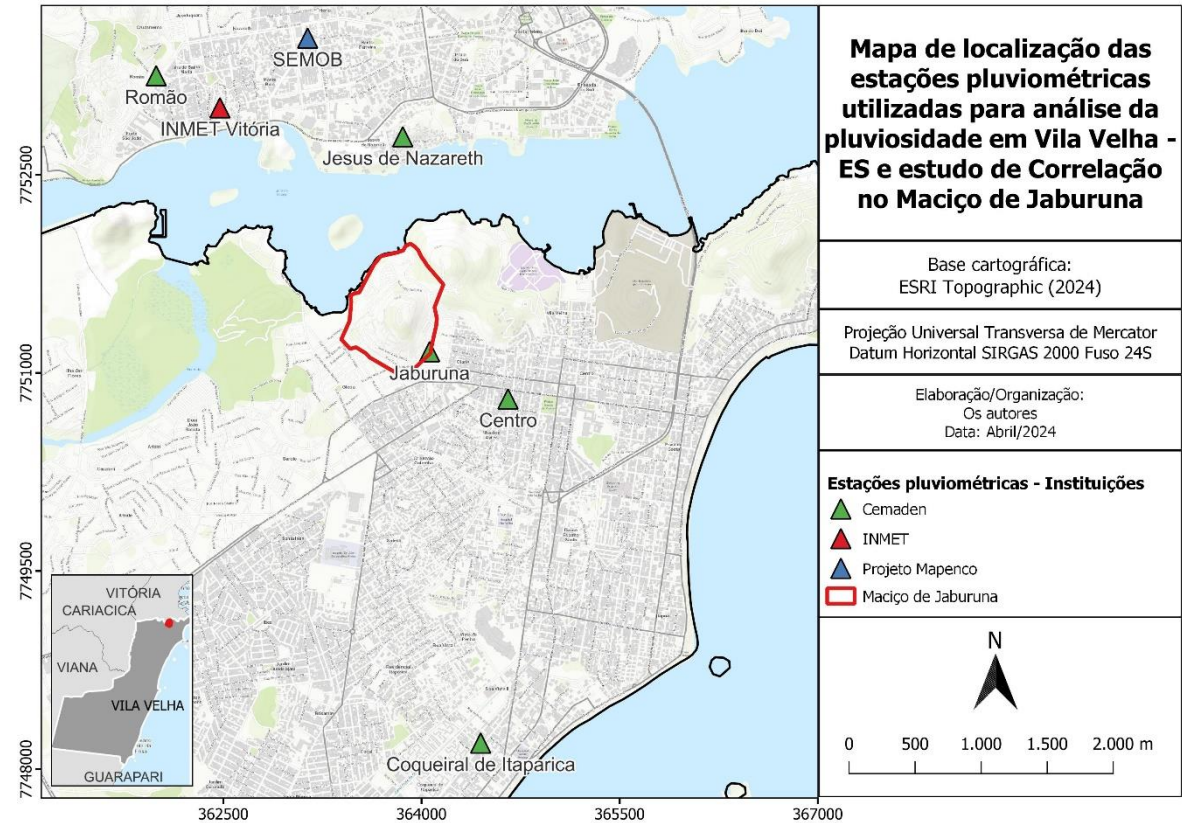 SEMOB
Romão
INMET Vitória
Jesus de Nazareth
Jaburuna
Centro
Coqueiral de Itaparica
7752500
7751000
7749500
7748000
362500
364000
365500
367000
VITÓRIA
CARIACICA
VIANA
VILA VELHA
GUARAPARI
Mapa de localização das
estações pluviométricas
utilizadas para análise da
pluviosidade em Vila Velha -
ES e estudo de Correlação
no Maciço de Jaburuna
Base cartográfica:
ESRI Topographic (2024)
Projeção Universal Transversa de Mercator
Datum Horizontal SIRGAS 2000 Fuso 24S
Elaboração/Organização:
Os autores
Data: Abril/2024
Estações pluviométricas - Instituições
Cemaden
INMET
Projeto Mapenco
Maciço de Jaburuna
N
0 500 1.000 1.500 2.000 m